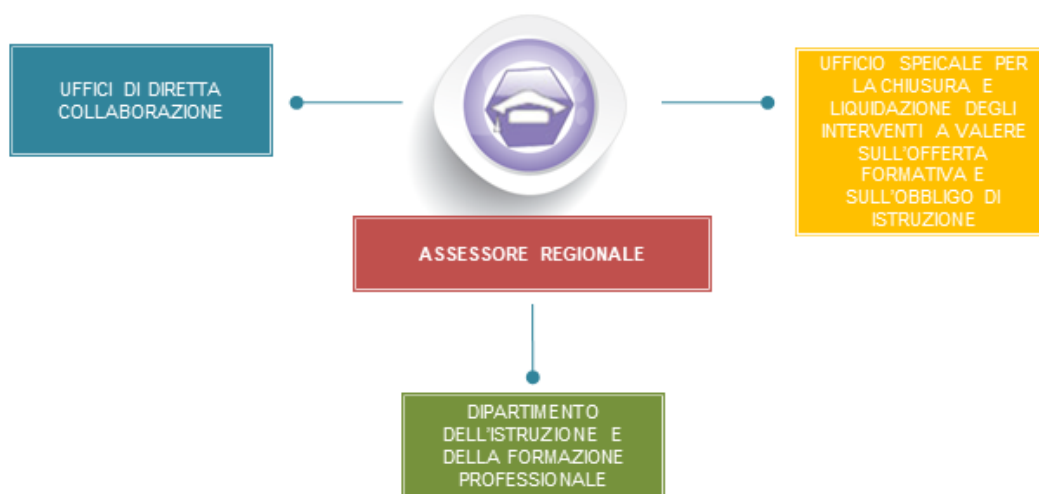 UFFICI DI DIRETTA
COLLABORAZIONE
UFFICIO SPEICALE PER
LA CHIUSURA E
LIQUIDAZIONE DEGLI
INTERVENTI A VALERE
SULL'OFFERTA
FORMATIVA E
SULL'OBBLIGO DI
ISTRUZIONE
ASSESSORE REGIONALE
DIPARTIMENTO
DELL'ISTRUZIONE E
DELLA FORMAZIONE
PROFESSIONALE